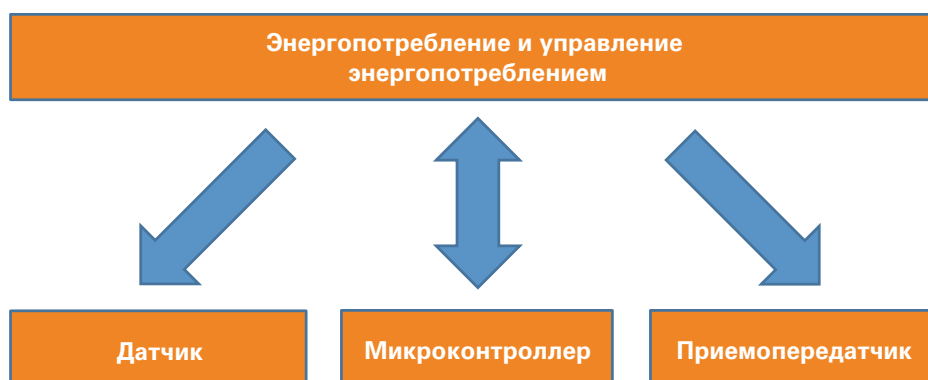 Энергопотребление и управление
энергопотреблением
Датчик
Микроконтроллер
Приемопередатчик